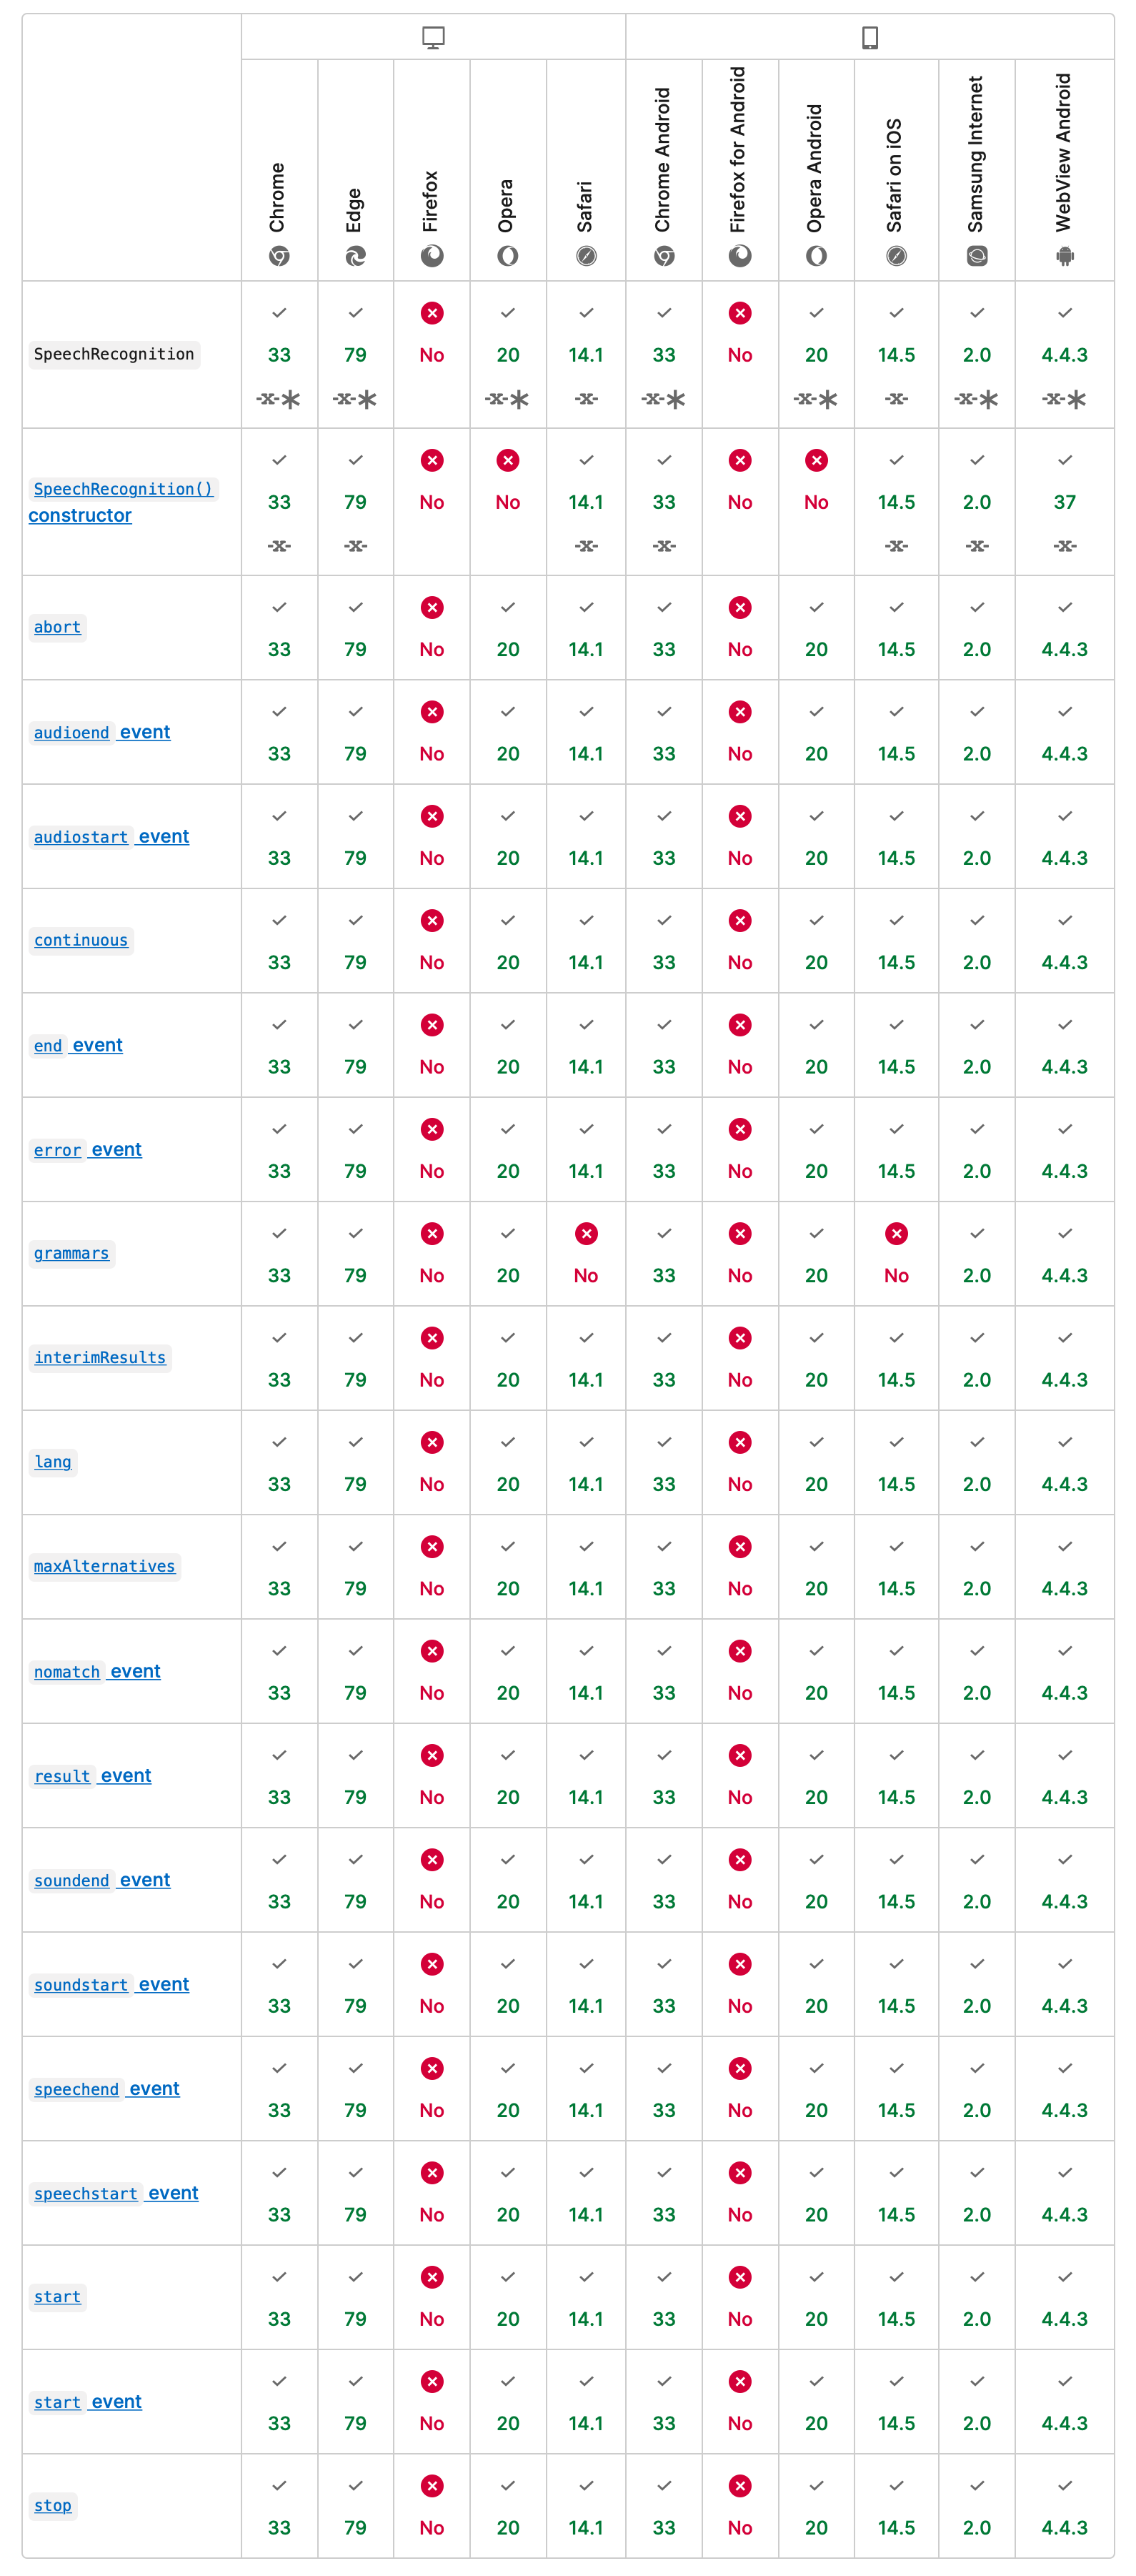 Chrome
Edge
Firefox
Opera
Safari
Chrome Android
Firefox for Android
Opera Android
Safari on iOS
Samsung Internet
WebView Android
SpeechRecognition 33 79 No 20 14.1 33 No 20 14.5 2.0 4.4.3
-x-* -x-* -x-* -x- -x-* -x-* -x- -x-* -x-*
SpeechRecognition()
constructor 33 79 No No 14.1 33 No No 14.5 2.0 37
-x- -x- -x- -x- -x- -x- -x-
abort 33 79 No 20 14.1 33 No 20 14.5 2.0 4.4.3
audioend event 33 79 No 20 14.1 33 No 20 14.5 2.0 4.4.3
audiostart event 33 79 No 20 14.1 33 No 20 14.5 2.0 4.4.3
continuous 33 79 No 20 14.1 33 No 20 14.5 2.0 4.4.3
end event 33 79 No 20 14.1 33 No 20 14.5 2.0 4.4.3
error event 33 79 No 20 14.1 33 No 20 14.5 2.0 4.4.3
grammars 33 79 No 20 No 33 No 20 No 2.0 4.4.3
interimResults 33 79 No 20 14.1 33 No 20 14.5 2.0 4.4.3
lang 33 79 No 20 14.1 33 No 20 14.5 2.0 4.4.3
maxAlternatives 33 79 No 20 14.1 33 No 20 14.5 2.0 4.4.3
nomatch event 33 79 No 20 14.1 33 No 20 14.5 2.0 4.4.3
result event 33 79 No 20 14.1 33 No 20 14.5 2.0 4.4.3
soundend event 33 79 No 20 14.1 33 No 20 14.5 2.0 4.4.3
soundstart event 33 79 No 20 14.1 33 No 20 14.5 2.0 4.4.3
speechend event 33 79 No 20 14.1 33 No 20 14.5 2.0 4.4.3
speechstart event 33 79 No 20 14.1 33 No 20 14.5 2.0 4.4.3
start 33 79 No 20 14.1 33 No 20 14.5 2.0 4.4.3
start event 33 79 No 20 14.1 33 No 20 14.5 2.0 4.4.3
stop 33 79 No 20 14.1 33 No 20 14.5 2.0 4.4.3